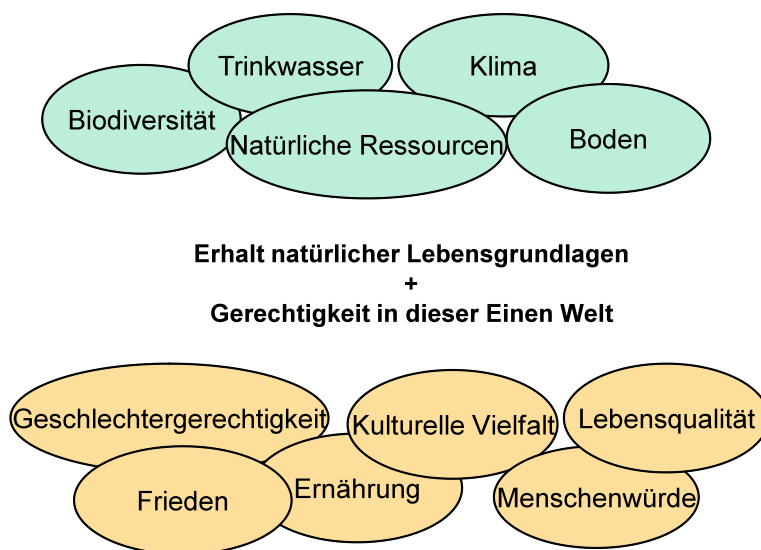 Trinkwasser
Klima
Biodiversität
Natürliche Ressourcen
Boden
Erhalt natürlicher Lebensgrundlagen
+
Gerechtigkeit in dieser Einen Welt
Geschlechtergerechtigkeit
Kulturelle Vielfalt
Lebensqualität
Frieden
Ernährung
Menschenwürde